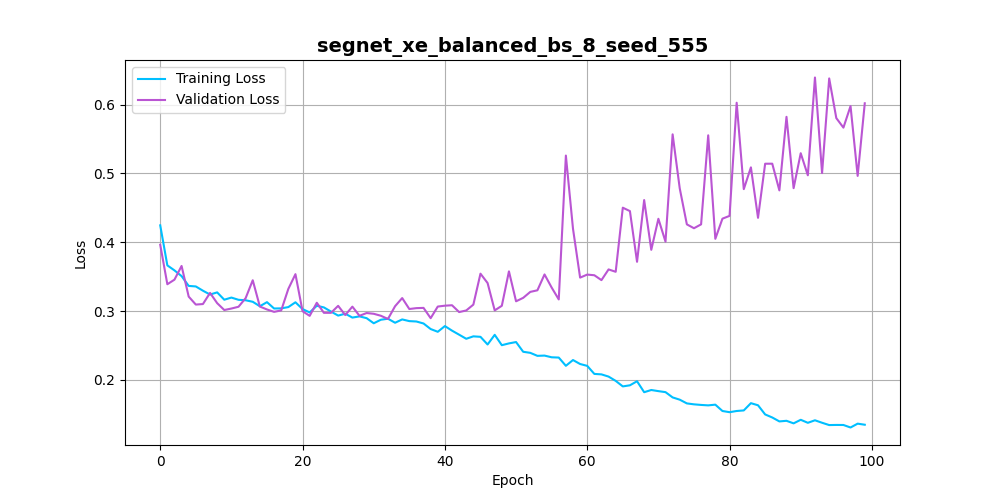 segnet_xe_balanced_bs_8_seed_555
Training Loss
Validation Loss
0.6
0.5
0.4
0.3
0.2
Loss
0
20
40
60
80
100
Epoch